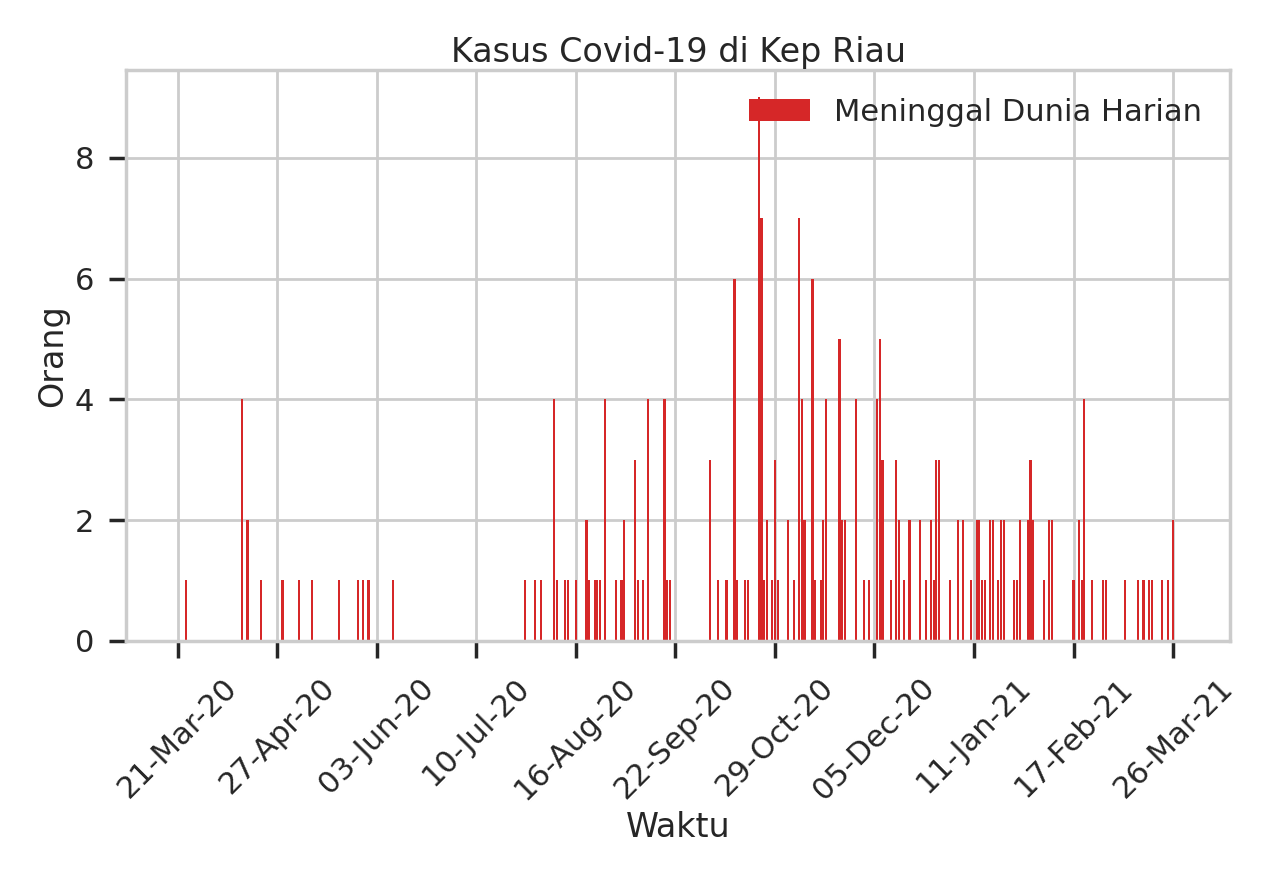 Kasus Covid-19 di Kep Riau
Meninggal Dunia Harian
8
6
4
2
0
Orang
21-Mar-20
27-Apr-20
03-Jun-20
10-Jul-20
16-Aug-20
22-Sep-20
29-Oct-20
05-Dec-20
11-Jan-21
17-Feb-21
26-Mar-21
Waktu